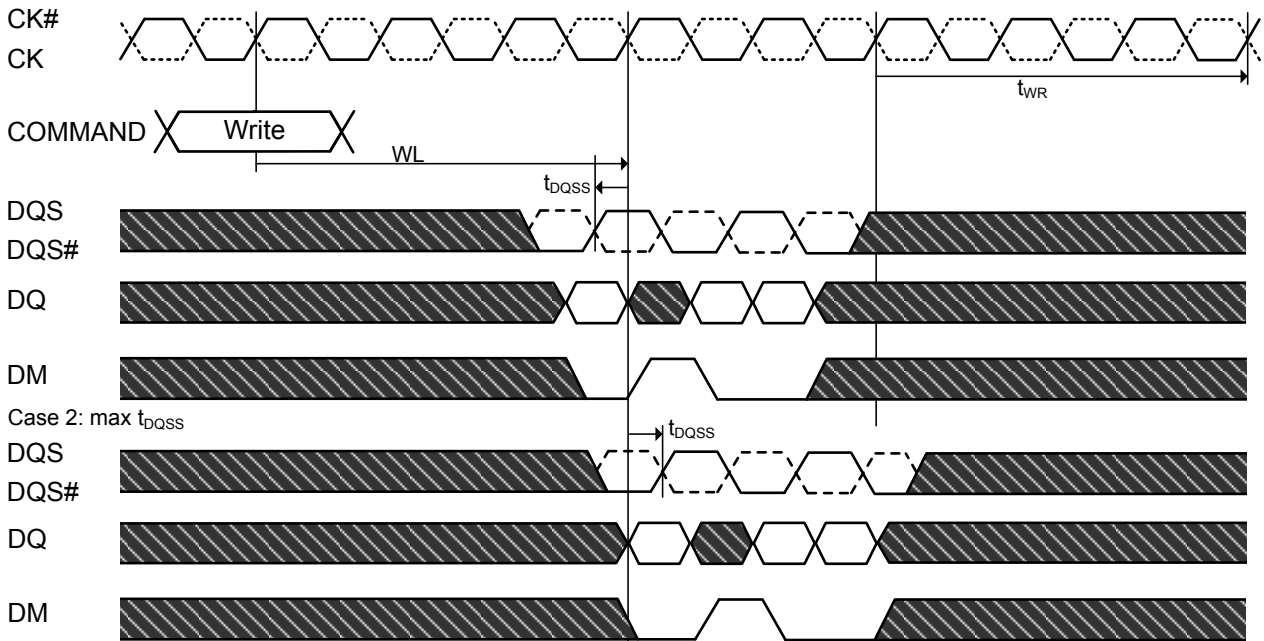 CK#
CK
tWR
COMMAND
Write
WL
tDQSS
DQS
DQS#
DQ
DM
Case 2: max tDQSS
tDQSS
DQS
DQS#
DQ
DM